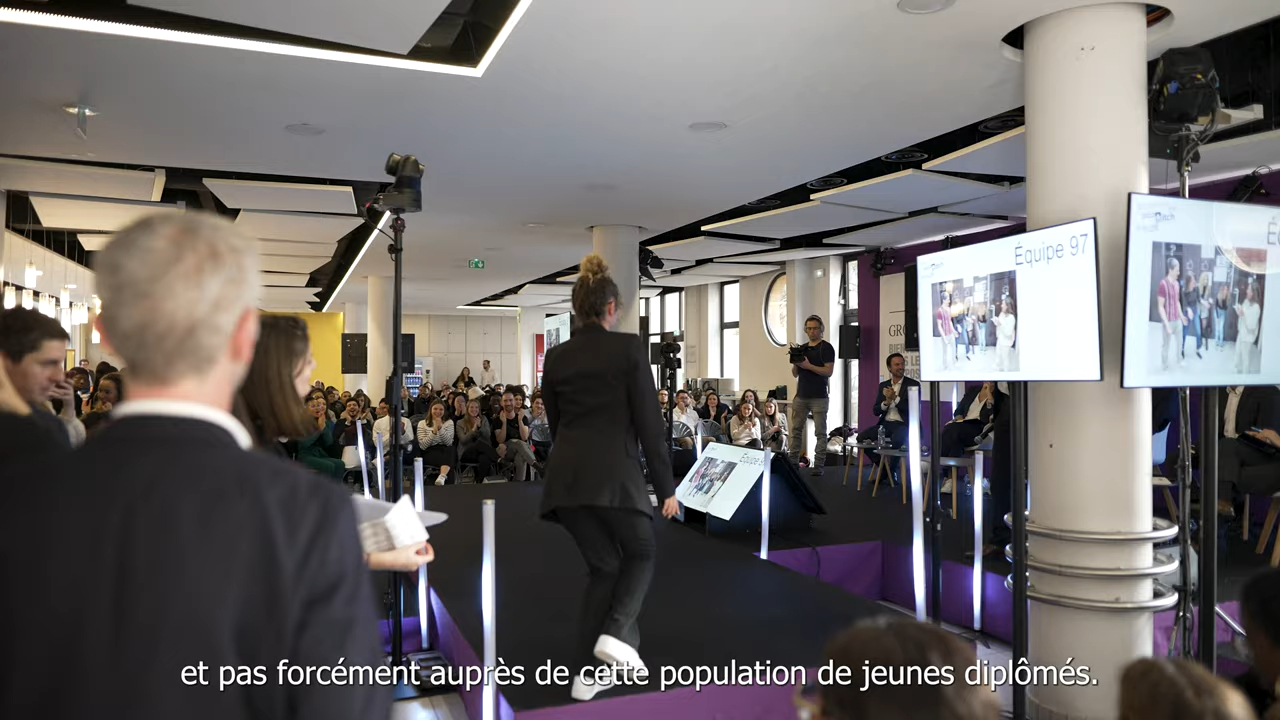 Équipe 97
et pas forcément auprès de cette population de jeunes diplômés.